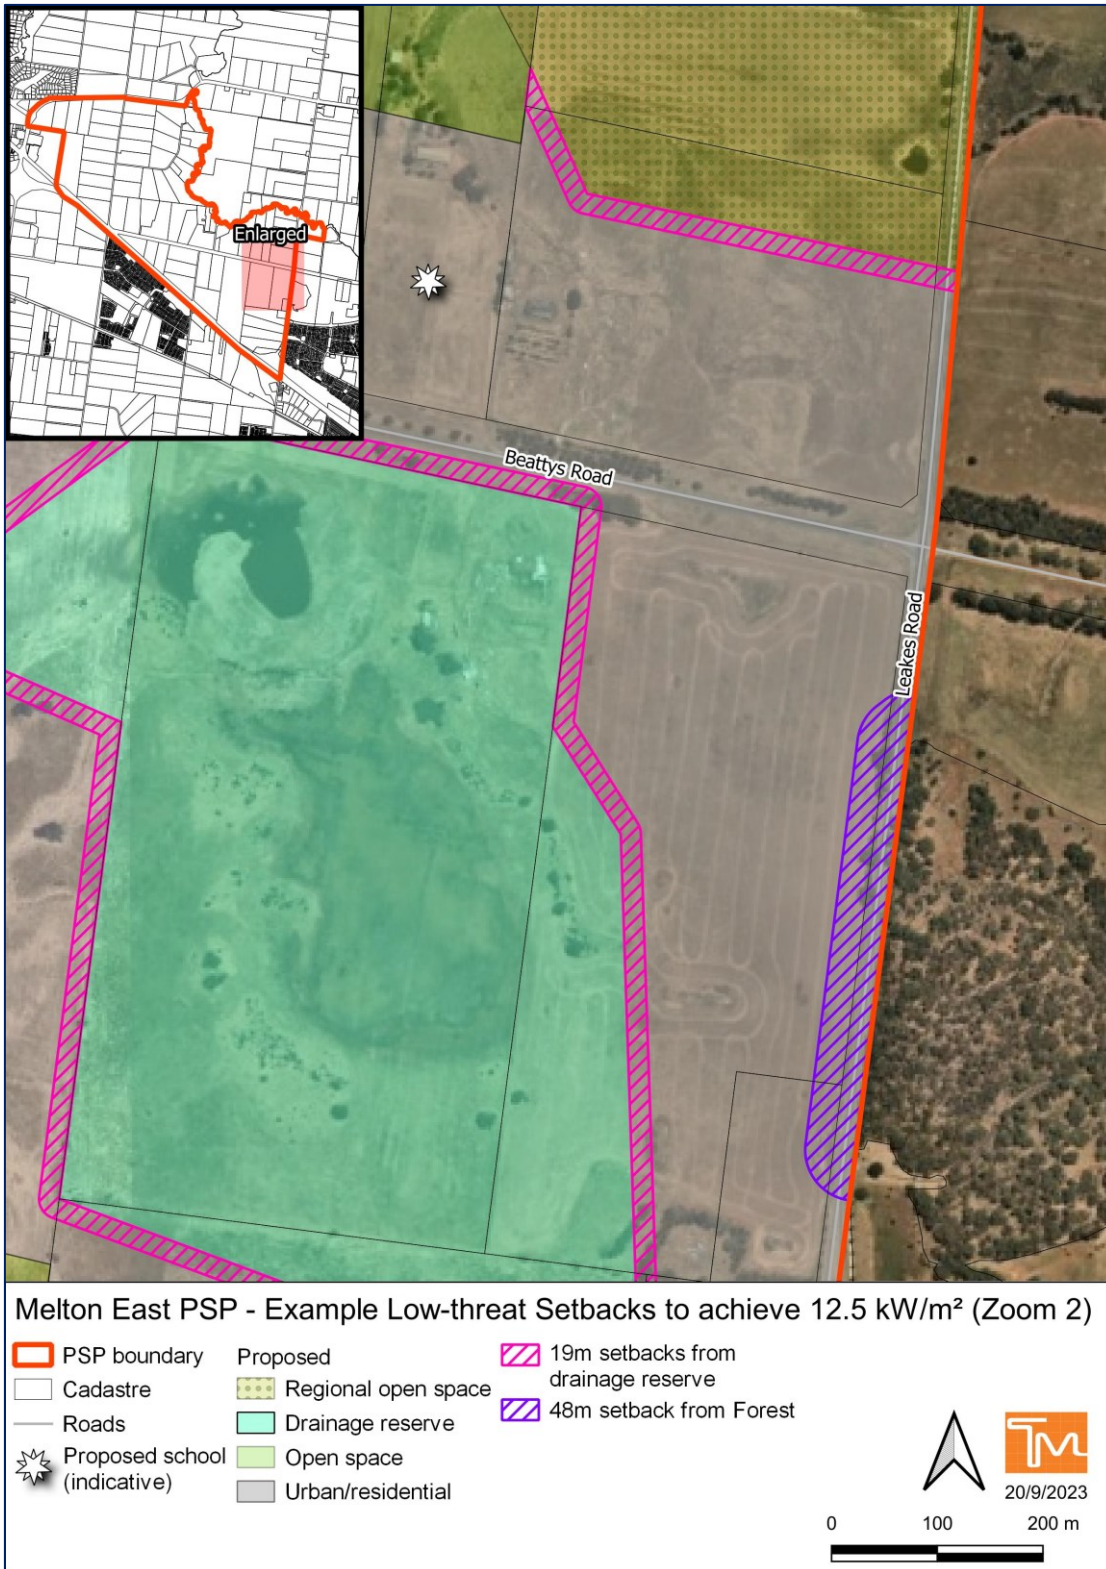 Enlarged
Beattys Road
Leakes Road
Melton East PSP - Example Low-threat Setbacks to achieve 12.5 kW/m² (Zoom 2)
PSP boundary
Cadastre
Roads
Proposed school
(indicative)
Proposed
Regional open space
Drainage reserve
Open space
Urban/residential
19m setbacks from
drainage reserve
48m setback from Forest
TM
20/9/2023
0 100 200 m